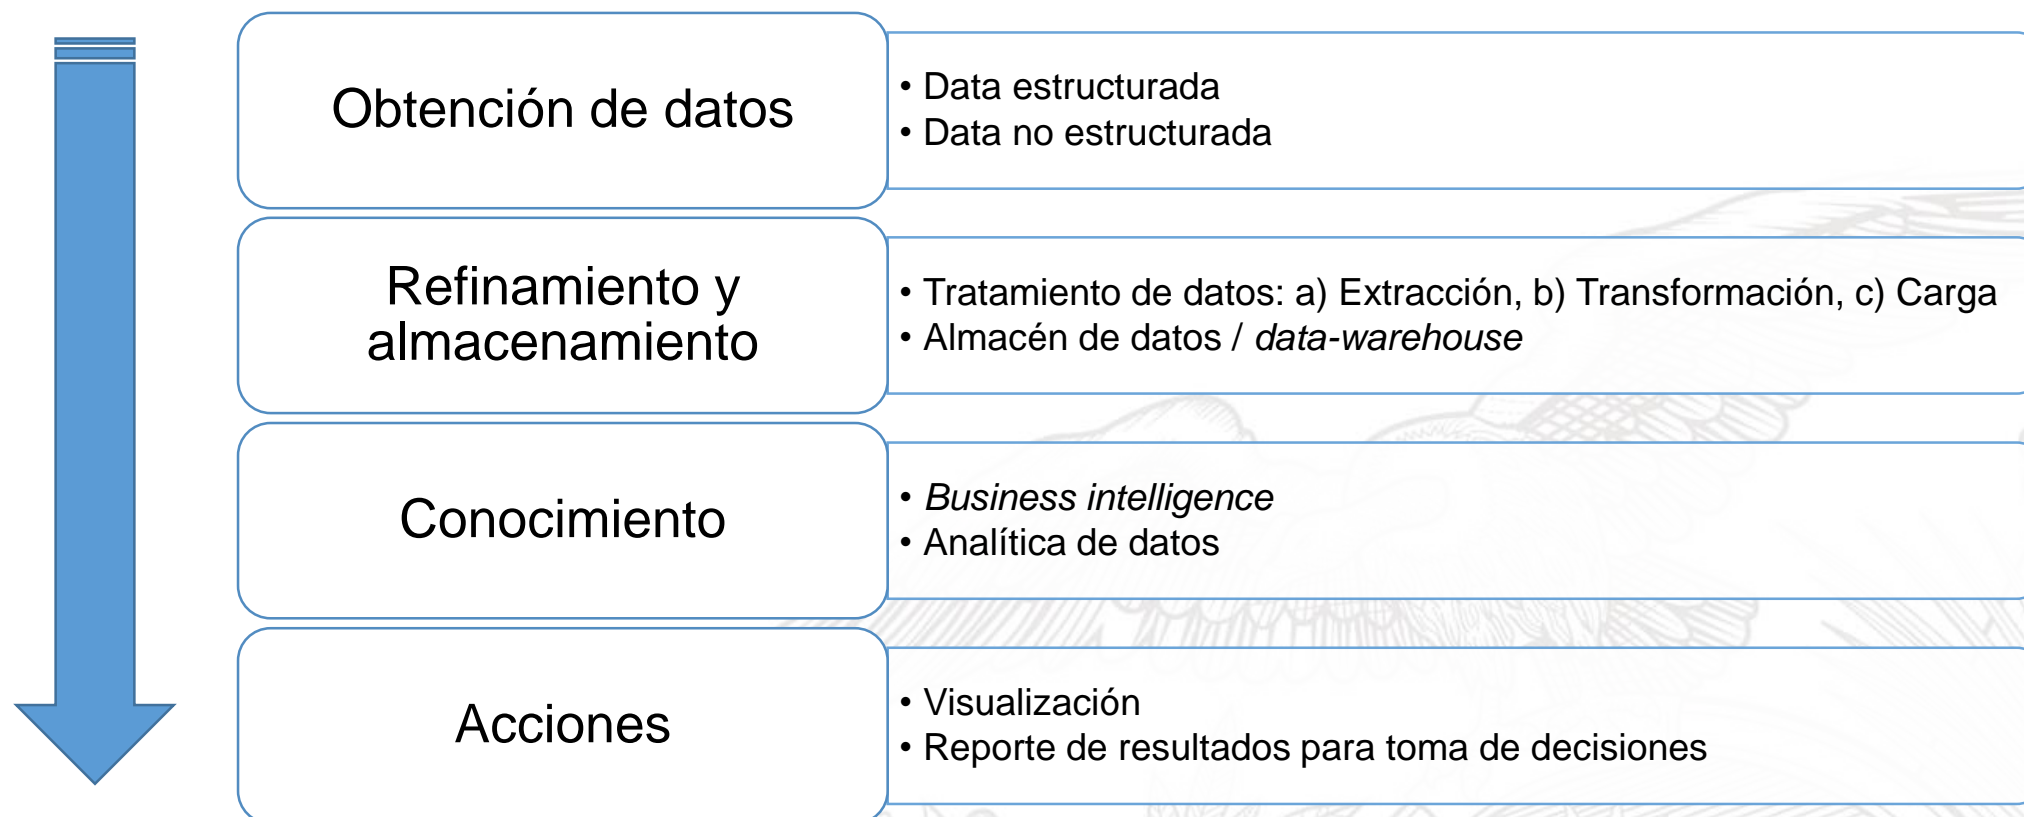 Obtención de datos
• Data estructurada
• Data no estructurada
Refinamiento y
almacenamiento
• Tratamiento de datos: a) Extracción, b) Transformación, c) Carga
• Almacén de datos / data-warehouse
Conocimiento
• Business intelligence
• Analítica de datos
Acciones
• Visualización
• Reporte de resultados para toma de decisiones